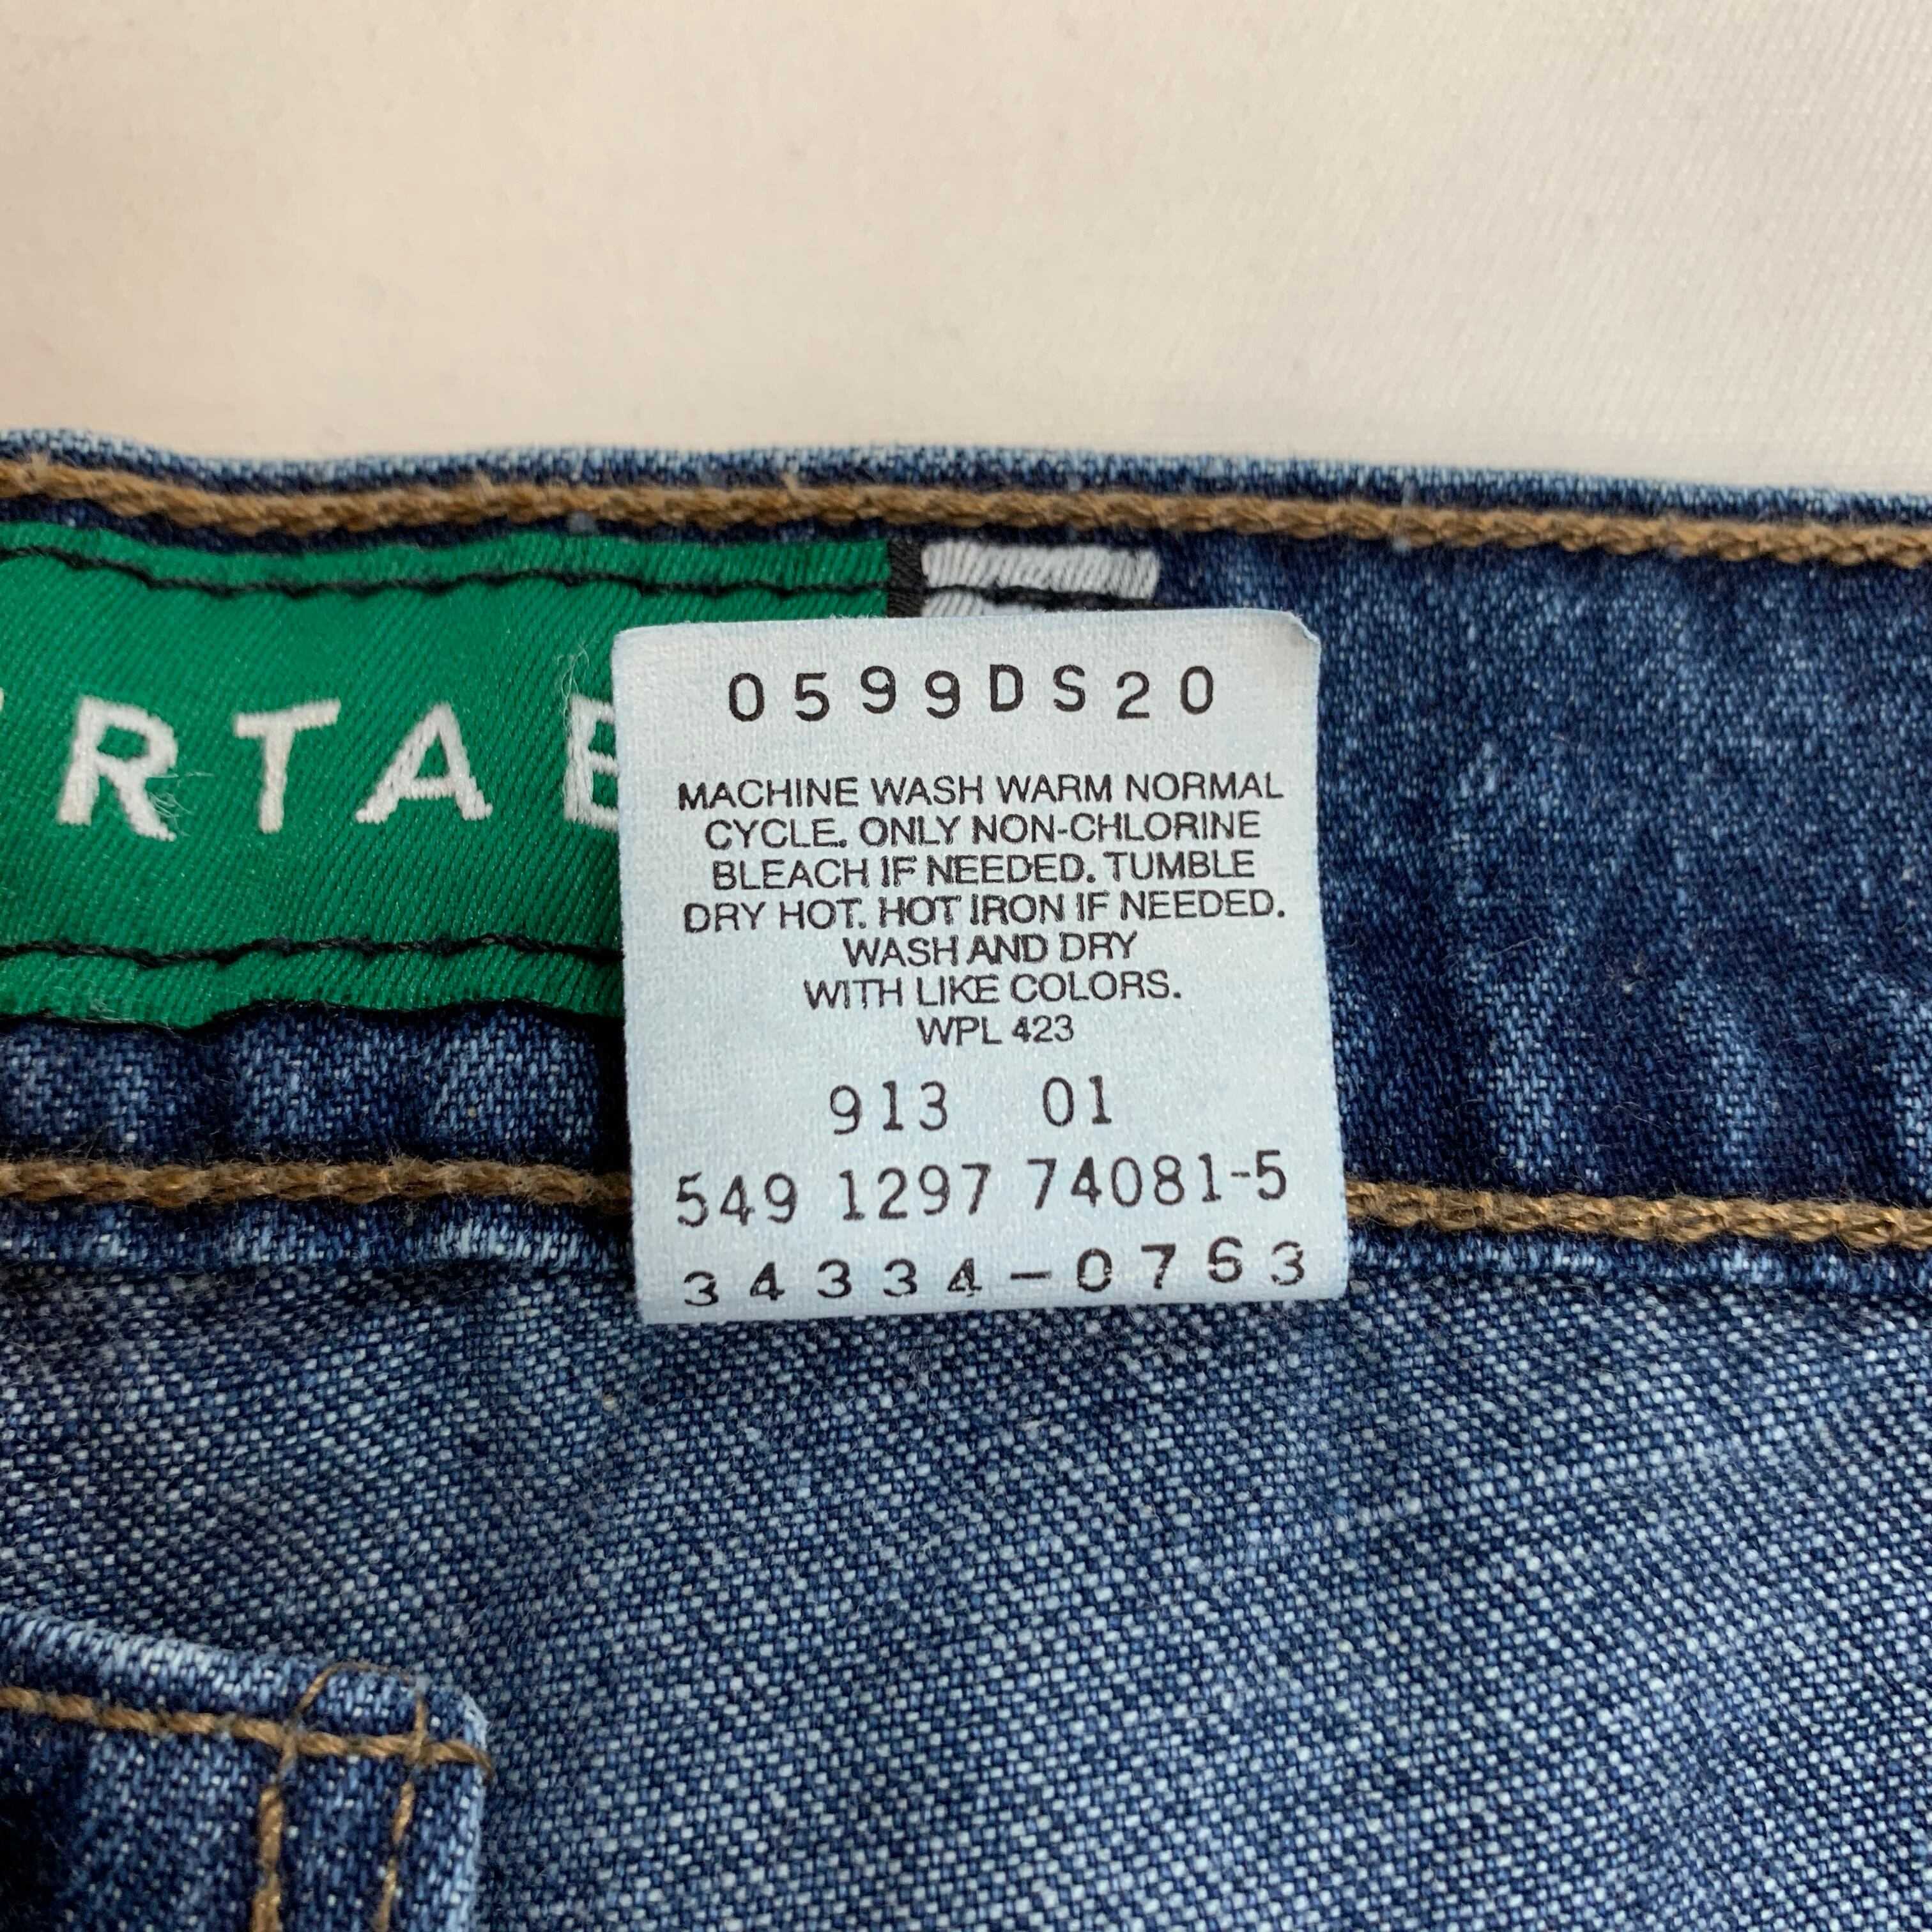 RTA
0599DS20
MACHINE WASH WARM NORMAL
CYCLE. ONLY NON-CHLORINE
BLEACH IF NEEDED. TUMBLE
DRY HOT. HOT IRON IF NEEDED.
WASH AND DRY
WITH LIKE COLORS.
WPL 423
913 01
549 1297 74081-5
34334-0763